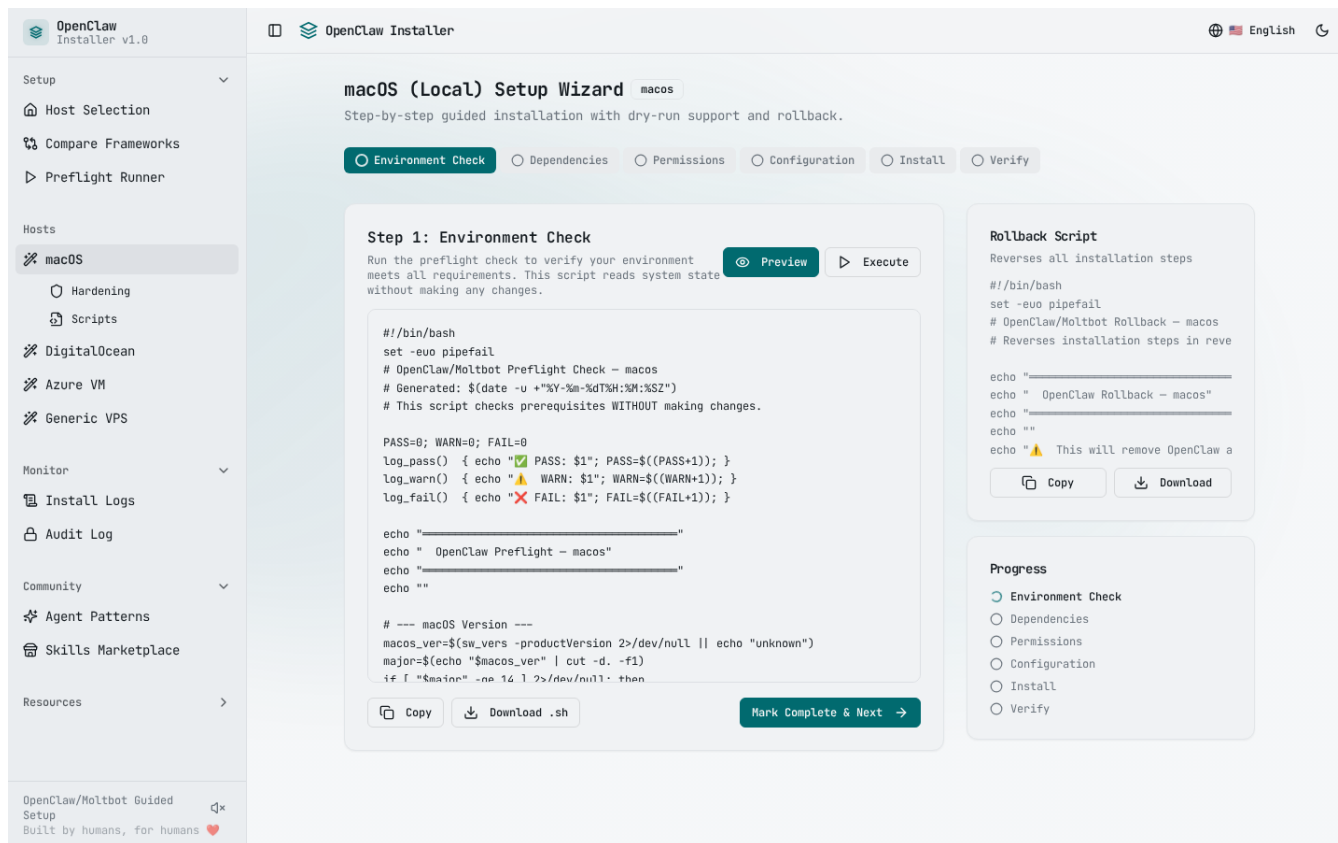 OpenClaw
Installer v1.0
Setup
Host Selection
Compare Frameworks
Preflight Runner
Hosts
macOS
Hardening
Scripts
DigitalOcean
Azure VM
Generic VPS
Monitor
Install Logs
Audit Log
Community
Agent Patterns
Skills Marketplace
Resources
OpenClaw/Moltbot Guided
Setup
Built by humans, for humans ❤️
OpenClaw Installer
🇺🇸 English
macOS (Local) Setup Wizard macos
Step-by-step guided installation with dry-run support and rollback.
Environment Check Dependencies Permissions Configuration Install Verify
Step 1: Environment Check
Run the preflight check to verify your environment
meets all requirements. This script reads system state
without making any changes.
Preview Execute
#!/bin/bash
set -euo pipefail
# OpenClaw/Moltbot Preflight Check — macos
# Generated: $(date -u +"%Y-%m-%dT%H:%M:%SZ")
# This script checks prerequisites WITHOUT making changes.
PASS=0; WARN=0; FAIL=0
log_pass()  { echo "✅ PASS: $1"; PASS=$((PASS+1)); }
log_warn()  { echo "⚠️  WARN: $1"; WARN=$((WARN+1)); }
log_fail()  { echo "❌ FAIL: $1"; FAIL=$((FAIL+1)); }
echo "═══════════════════════════════════════"
echo "  OpenClaw Preflight — macos"
echo "═══════════════════════════════════════"
echo ""
# --- macOS Version ---
macos_ver=$(sw_vers -productVersion 2>/dev/null || echo "unknown")
major=$(echo "$macos_ver" | cut -d. -f1)
if [ "$major" -ge 14 ] 2>/dev/null; then
Copy Download .sh Mark Complete & Next →
Rollback Script
Reverses all installation steps
#!/bin/bash
set -euo pipefail
# OpenClaw/Moltbot Rollback — macos
# Reverses installation steps in reve
echo "═══════════════════════════════
echo "  OpenClaw Rollback — macos"
echo "═══════════════════════════════
echo ""
echo "⚠️  This will remove OpenClaw a
Copy Download
Progress
Environment Check
Dependencies
Permissions
Configuration
Install
Verify